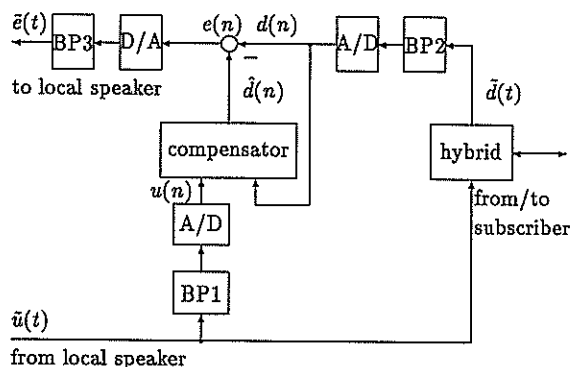 ẽ(t)
BP3
D/A
e(n)
d(n)
A/D
BP2
to local speaker
−
d̂(n)
d̃(t)
compensator
hybrid
u(n)
A/D
from/to
subscriber
BP1
ũ(t)
from local speaker